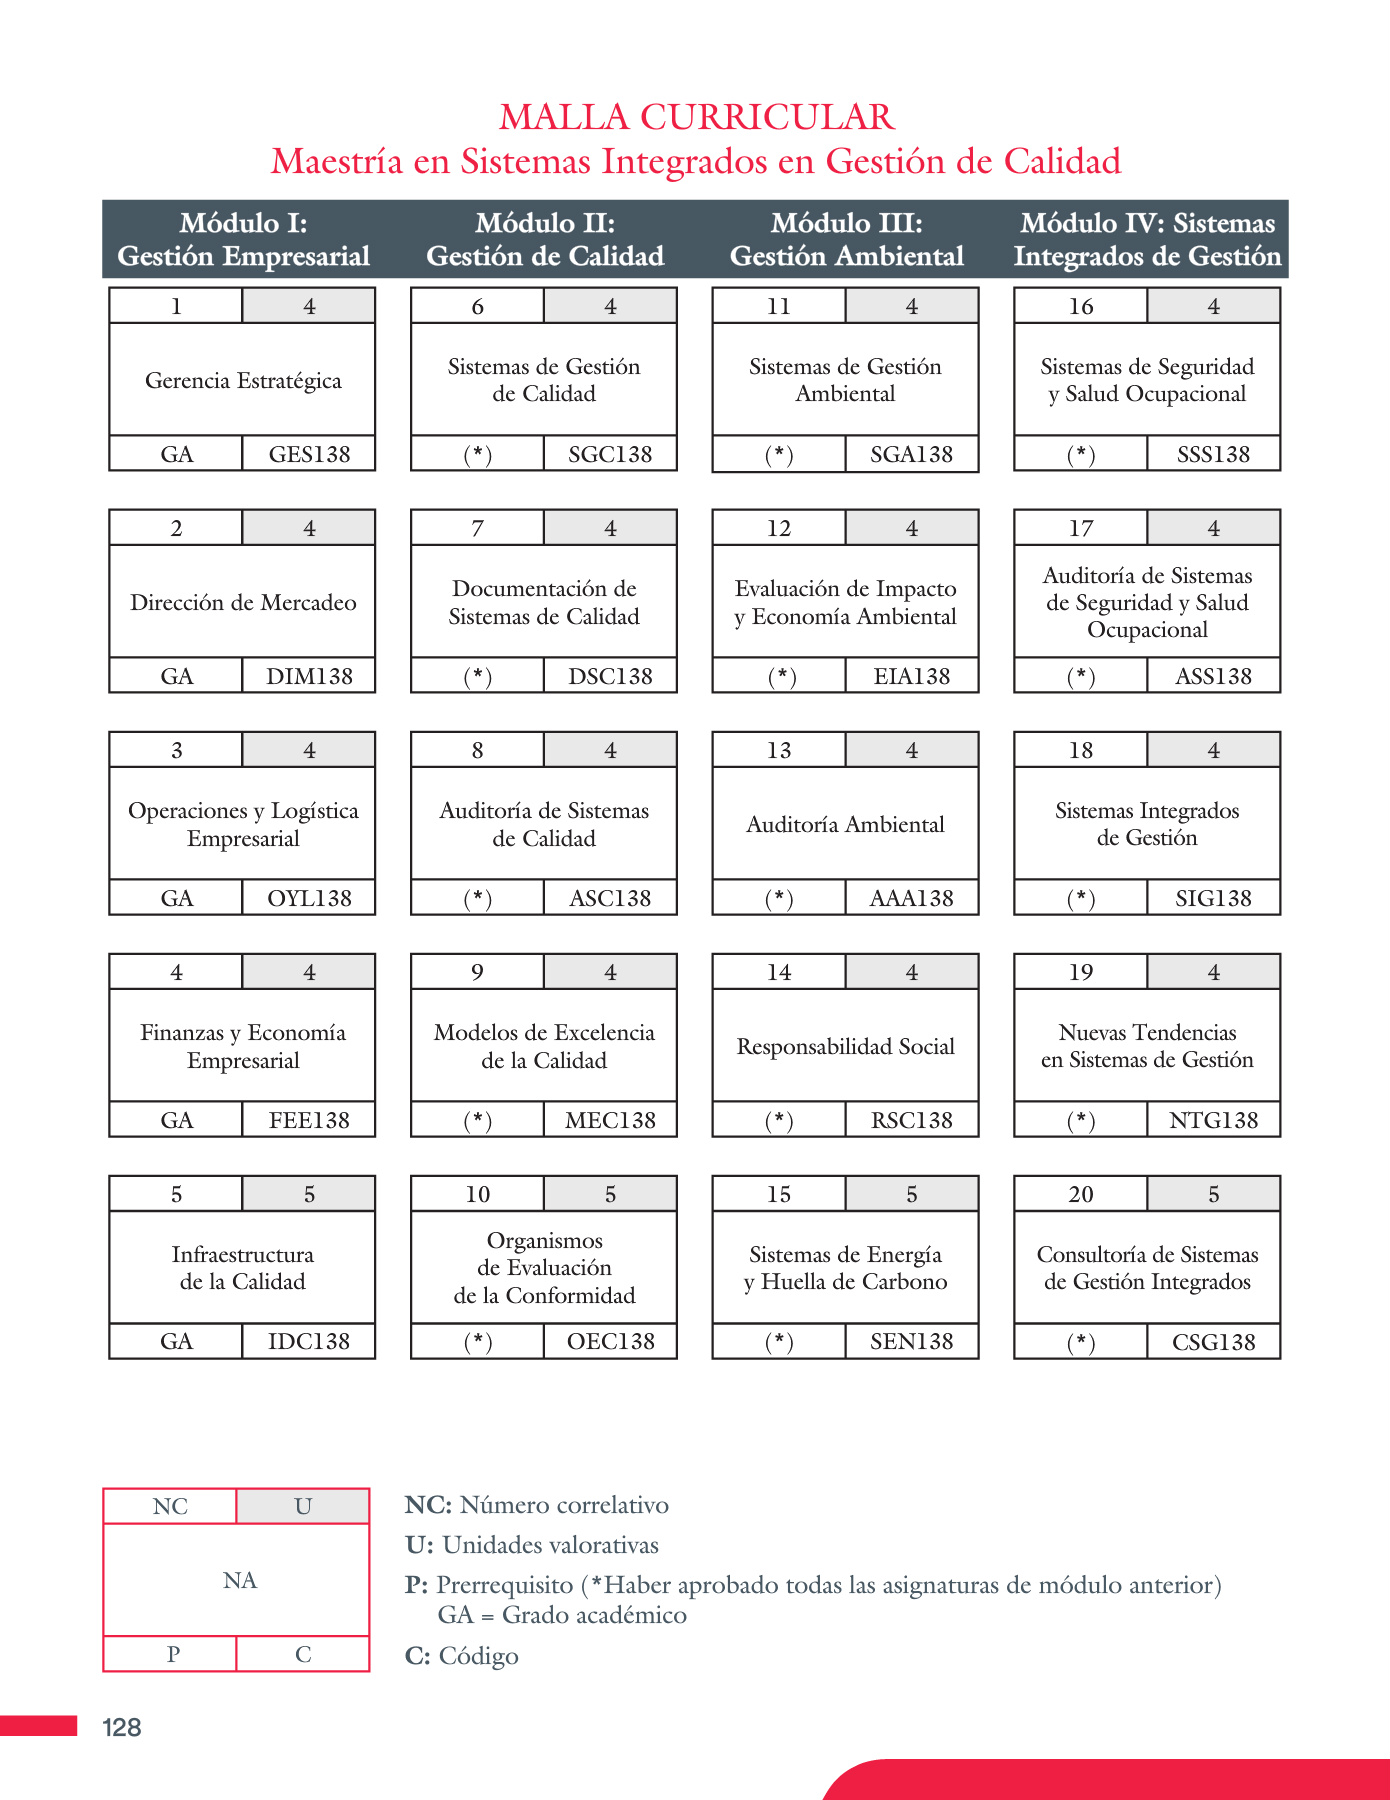 MALLA CURRICULAR
Maestría en Sistemas Integrados en Gestión de Calidad
Módulo I:
Gestión Empresarial
Módulo II:
Gestión de Calidad
Módulo III:
Gestión Ambiental
Módulo IV: Sistemas
Integrados de Gestión
1 4
Gerencia Estratégica
GA GES138
6 4
Sistemas de Gestión
de Calidad
(*) SGC138
11 4
Sistemas de Gestión
Ambiental
(*) SGA138
16 4
Sistemas de Seguridad
y Salud Ocupacional
(*) SSS138
2 4
Dirección de Mercadeo
GA DIM138
7 4
Documentación de
Sistemas de Calidad
(*) DSC138
12 4
Evaluación de Impacto
y Economía Ambiental
(*) EIA138
17 4
Auditoría de Sistemas
de Seguridad y Salud
Ocupacional
(*) ASS138
3 4
Operaciones y Logística
Empresarial
GA OYL138
8 4
Auditoría de Sistemas
de Calidad
(*) ASC138
13 4
Auditoría Ambiental
(*) AAA138
18 4
Sistemas Integrados
de Gestión
(*) SIG138
4 4
Finanzas y Economía
Empresarial
GA FEE138
9 4
Modelos de Excelencia
de la Calidad
(*) MEC138
14 4
Responsabilidad Social
(*) RSC138
19 4
Nuevas Tendencias
en Sistemas de Gestión
(*) NTG138
5 5
Infraestructura
de la Calidad
GA IDC138
10 5
Organismos
de Evaluación
de la Conformidad
(*) OEC138
15 5
Sistemas de Energía
y Huella de Carbono
(*) SEN138
20 5
Consultoría de Sistemas
de Gestión Integrados
(*) CSG138
NC U
NA
P C
NC: Número correlativo
U: Unidades valorativas
P: Prerrequisito (*Haber aprobado todas las asignaturas de módulo anterior)
GA = Grado académico
C: Código
128